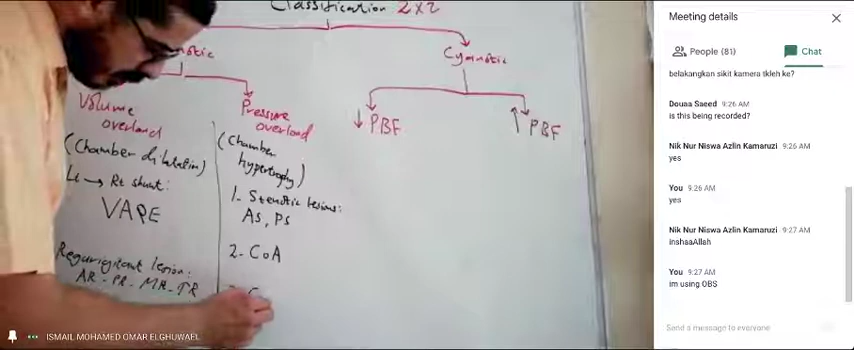 Classification 2x2
Cyanotic
Volume
overload
(Chamber dilatation)
Lt → Rt shunt:
VAPE
Regurgitant lesion:
AR - PR - MR - TR
Pressure
overload
(Chamber
hypertrophy)
1- Stenotic lesions:
AS, PS
2- CoA
↓ PBF
↑ PBF
ISMAIL MOHAMED OMAR ELGHUWAEL
Meeting details
People (81)
Chat
belakangkan sikit kamera tkleh ke?
Douaa Saeed 9:26 AM
is this being recorded?
Nik Nur Niswa Azlin Kamaruzi 9:26 AM
yes
You 9:26 AM
yes
Nik Nur Niswa Azlin Kamaruzi 9:27 AM
inshaaAllah
You 9:27 AM
im using OBS
Send a message to everyone